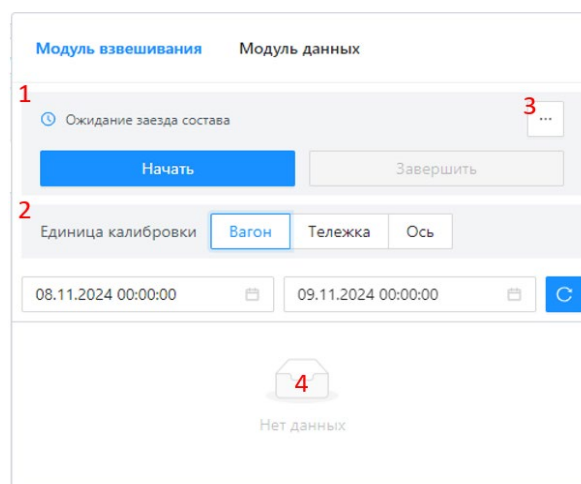 Модуль взвешивания Модуль данных
1
Ожидание заезда состава 3 ...
Начать Завершить
2
Единица калибровки Вагон Тележка Ось
08.11.2024 00:00:00 09.11.2024 00:00:00
4
Нет данных